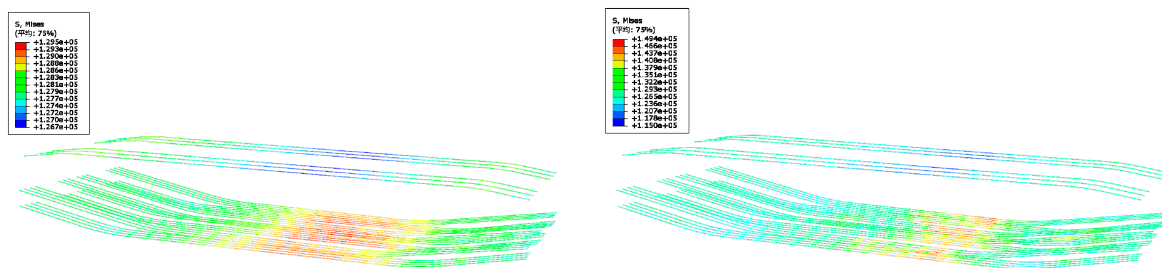 S, Mises
(平均: 75%)
+1.295e+05
+1.293e+05
+1.290e+05
+1.288e+05
+1.286e+05
+1.283e+05
+1.281e+05
+1.279e+05
+1.277e+05
+1.274e+05
+1.272e+05
+1.270e+05
+1.267e+05
S, Mises
(平均: 75%)
+1.494e+05
+1.466e+05
+1.437e+05
+1.408e+05
+1.379e+05
+1.351e+05
+1.322e+05
+1.293e+05
+1.265e+05
+1.236e+05
+1.207e+05
+1.178e+05
+1.150e+05